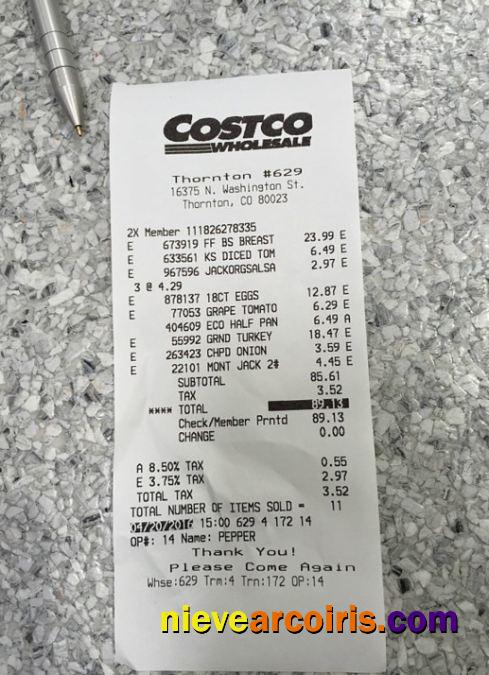 COSTCO
WHOLESALE
Thornton #629
16375 N. Washington St.
Thornton, CO 80023
2X Member 111826278335
E 673919 FF BS BREAST 23.99 E
E 633561 KS DICED TOM 6.49 E
E 967596 JACKORGSALSA 2.97 E
3 @ 4.29
E 878137 18CT EGGS 12.87 E
E 77053 GRAPE TOMATO 6.29 E
404609 ECO HALF PAN 6.49 A
E 55992 GRND TURKEY 18.47 E
E 263423 CHPD ONION 3.59 E
E 22101 MONT JACK 2# 4.45 E
SUBTOTAL 85.61
TAX 3.52
**** TOTAL 89.13
Check/Member Prntd 89.13
CHANGE 0.00
A 8.50% TAX 0.55
E 3.75% TAX 2.97
TOTAL TAX 3.52
TOTAL NUMBER OF ITEMS SOLD = 11
04/20/2016 15:00 629 4 172 14
OP#: 14 Name: PEPPER
Thank You!
Please Come Again
Whse:629 Trm:4 Trn:172 OP:14
nievearcoiris.com